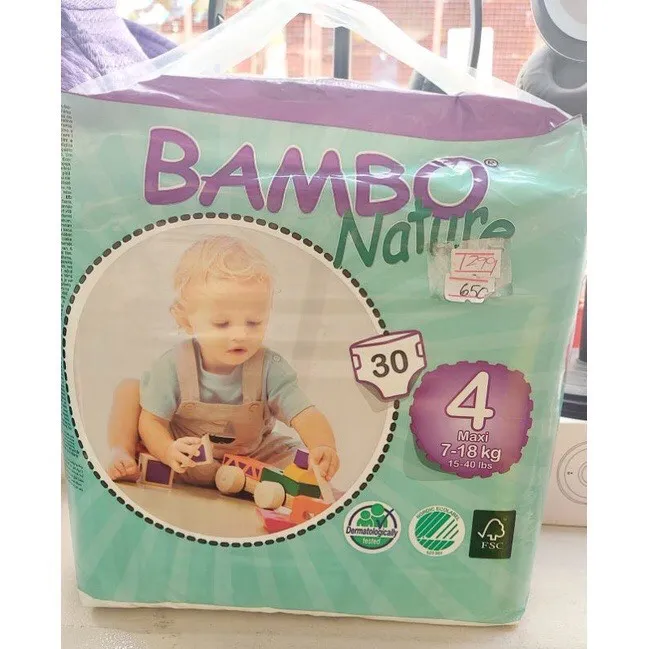 BAMBO®
Nature
1299
650
30
4
Maxi
7-18 kg
15-40 lbs
Dermatologically
tested
FSC